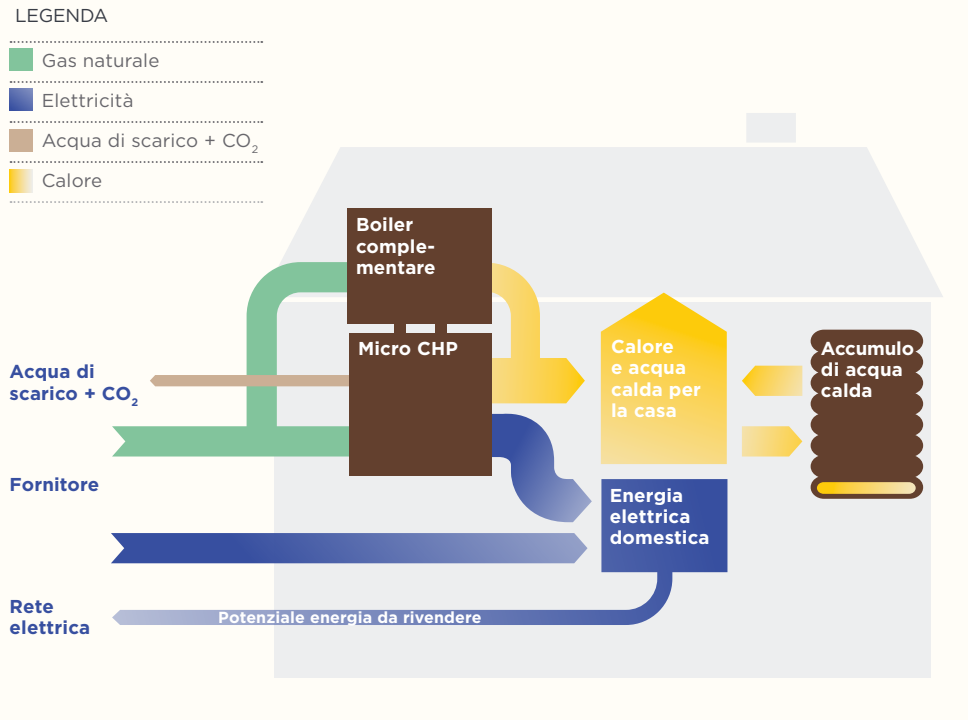 LEGENDA
Gas naturale
Elettricità
Acqua di scarico + CO₂
Calore
Boiler
comple-
mentare
Micro CHP
Acqua di
scarico + CO₂
Calore
e acqua
calda per
la casa
Accumulo
di acqua
calda
Fornitore
Energia
elettrica
domestica
Rete
elettrica
Potenziale energia da rivendere